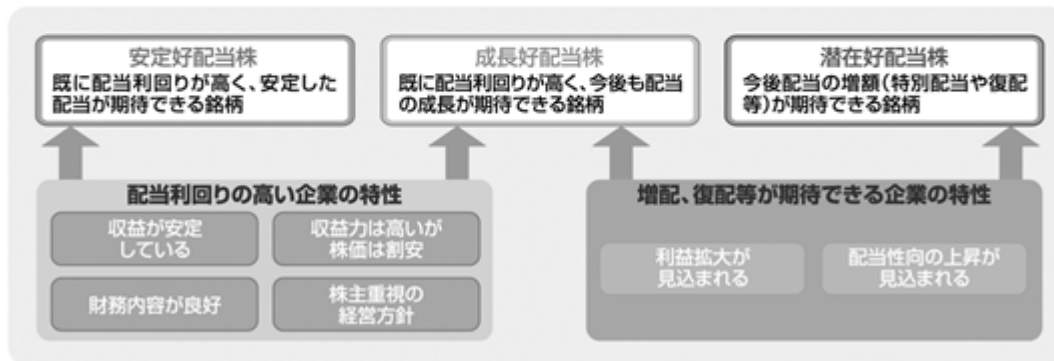 安定好配当株
既に配当利回りが高く、安定した
配当が期待できる銘柄
成長好配当株
既に配当利回りが高く、今後も配当
の成長が期待できる銘柄
潜在好配当株
今後配当の増額(特別配当や復配
等)が期待できる銘柄
配当利回りの高い企業の特性
収益が安定
している
収益力は高いが
株価は割安
財務内容が良好
株主重視の
経営方針
増配、復配等が期待できる企業の特性
利益拡大が
見込まれる
配当性向の上昇が
見込まれる